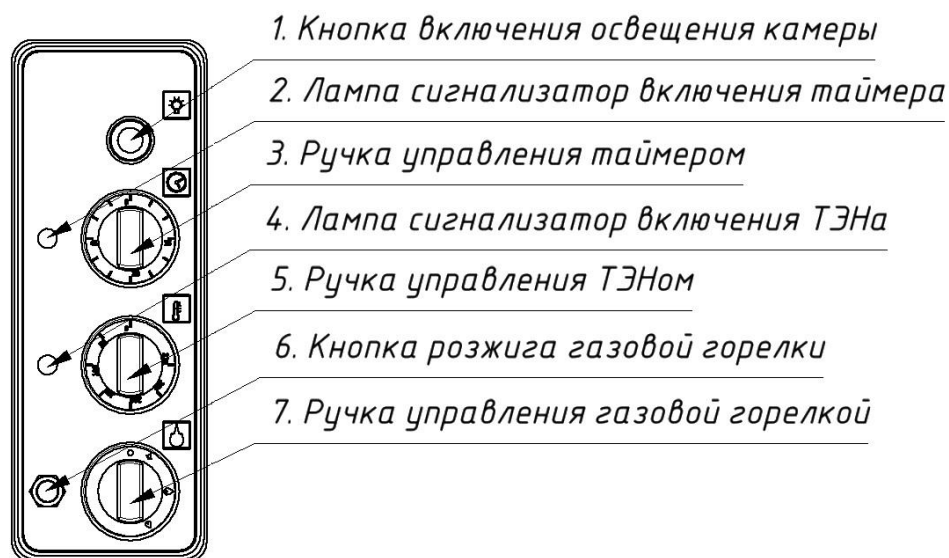 1. Кнопка включения освещения камеры
2. Лампа сигнализатор включения таймера
3. Ручка управления таймером
4. Лампа сигнализатор включения ТЭНа
5. Ручка управления ТЭНом
6. Кнопка розжига газовой горелки
7. Ручка управления газовой горелкой